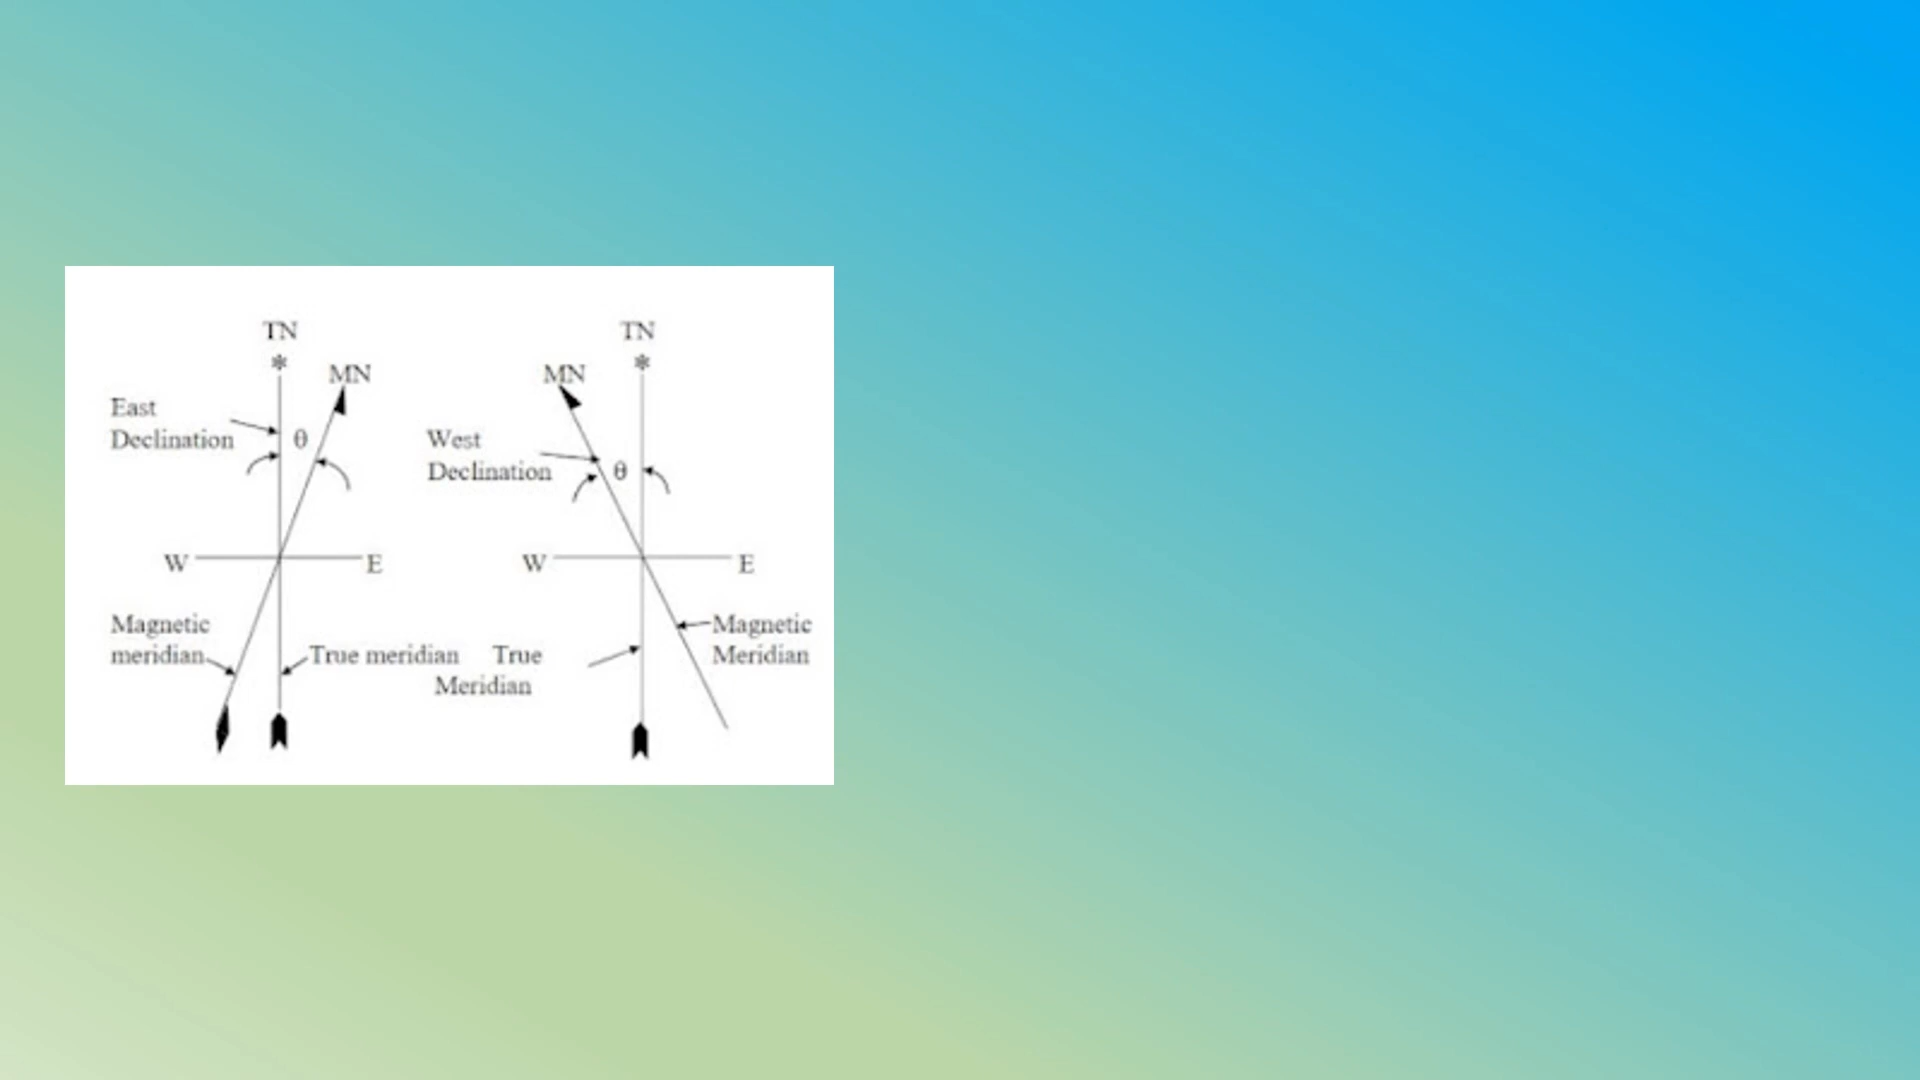 TN
MN
East
Declination
θ
W
E
Magnetic
meridian
True meridian
TN
MN
West
Declination
θ
W
E
True
Meridian
Magnetic
Meridian